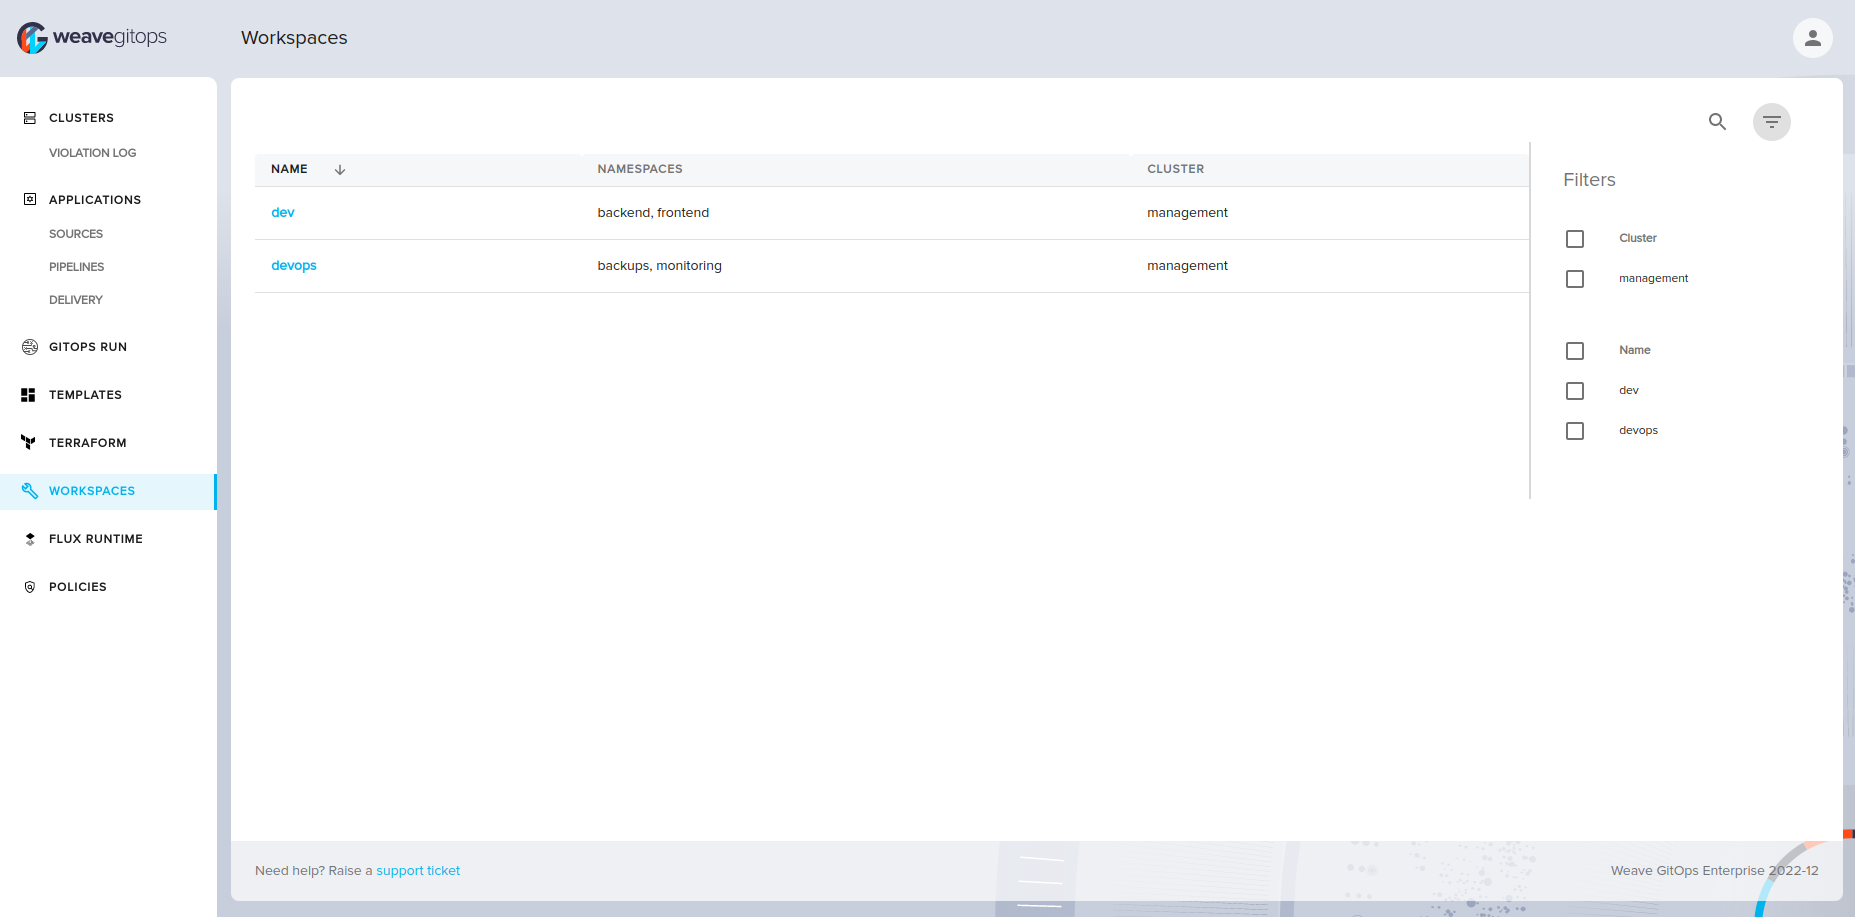 weavegitops
Workspaces
CLUSTERS
VIOLATION LOG
APPLICATIONS
SOURCES
PIPELINES
DELIVERY
GITOPS RUN
TEMPLATES
TERRAFORM
WORKSPACES
FLUX RUNTIME
POLICIES
NAME NAMESPACES CLUSTER
dev backend, frontend management
devops backups, monitoring management
Filters
Cluster
management
Name
dev
devops
Need help? Raise a support ticket
Weave GitOps Enterprise 2022-12